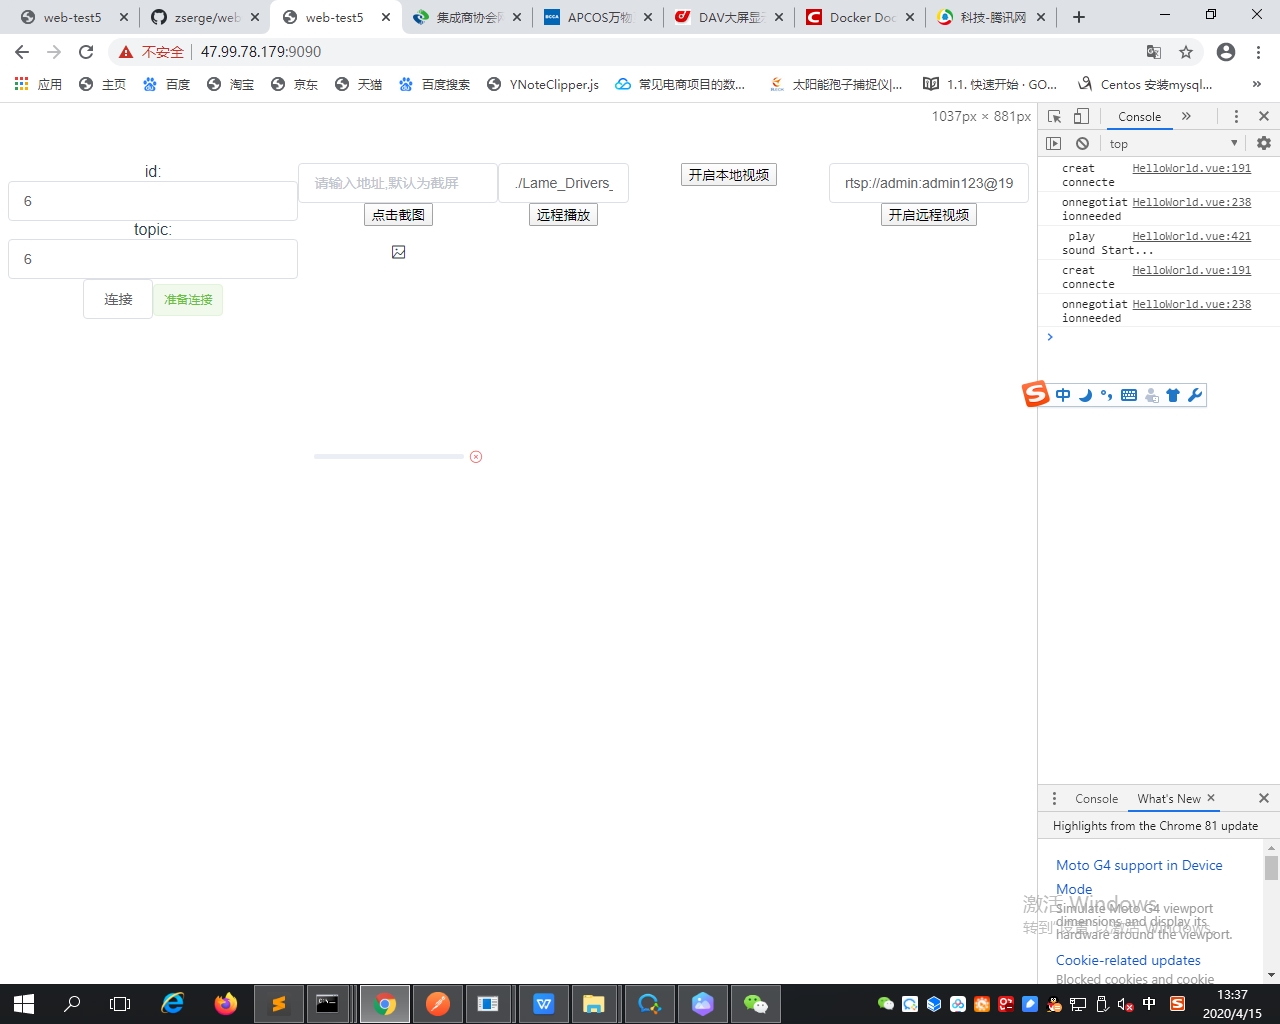 web-test5
zserge/web
web-test5
集成商协会
APCOS万物
DAV大屏显
Docker Doc
科技-腾讯网
不安全
47.99.78.179:9090
应用
主页
百度
淘宝
京东
天猫
百度搜索
YNoteClipper.js
常见电商项目的数...
太阳能孢子捕捉仪|...
1.1. 快速开始 · GO...
Centos 安装mysql...
»
1037px × 881px
Console
»
top
id:
6
topic:
6
连接
准备连接
请输入地址,默认为截屏
点击截图
./Lame_Drivers_
远程播放
开启本地视频
rtsp://admin:admin123@19
开启远程视频
creat HelloWorld.vue:191
connecte
onnegotiat HelloWorld.vue:238
ionneeded
play HelloWorld.vue:421
sound Start...
creat HelloWorld.vue:191
connecte
onnegotiat HelloWorld.vue:238
ionneeded
中
Console
What's New
Highlights from the Chrome 81 update
Moto G4 support in Device
Mode
Simulate Moto G4 viewport
dimensions and display its
hardware around the viewport.
Cookie-related updates
Blocked cookies and cookie
激活 Windows
转到"设置"以激活 Windows。
中
13:37
2020/4/15